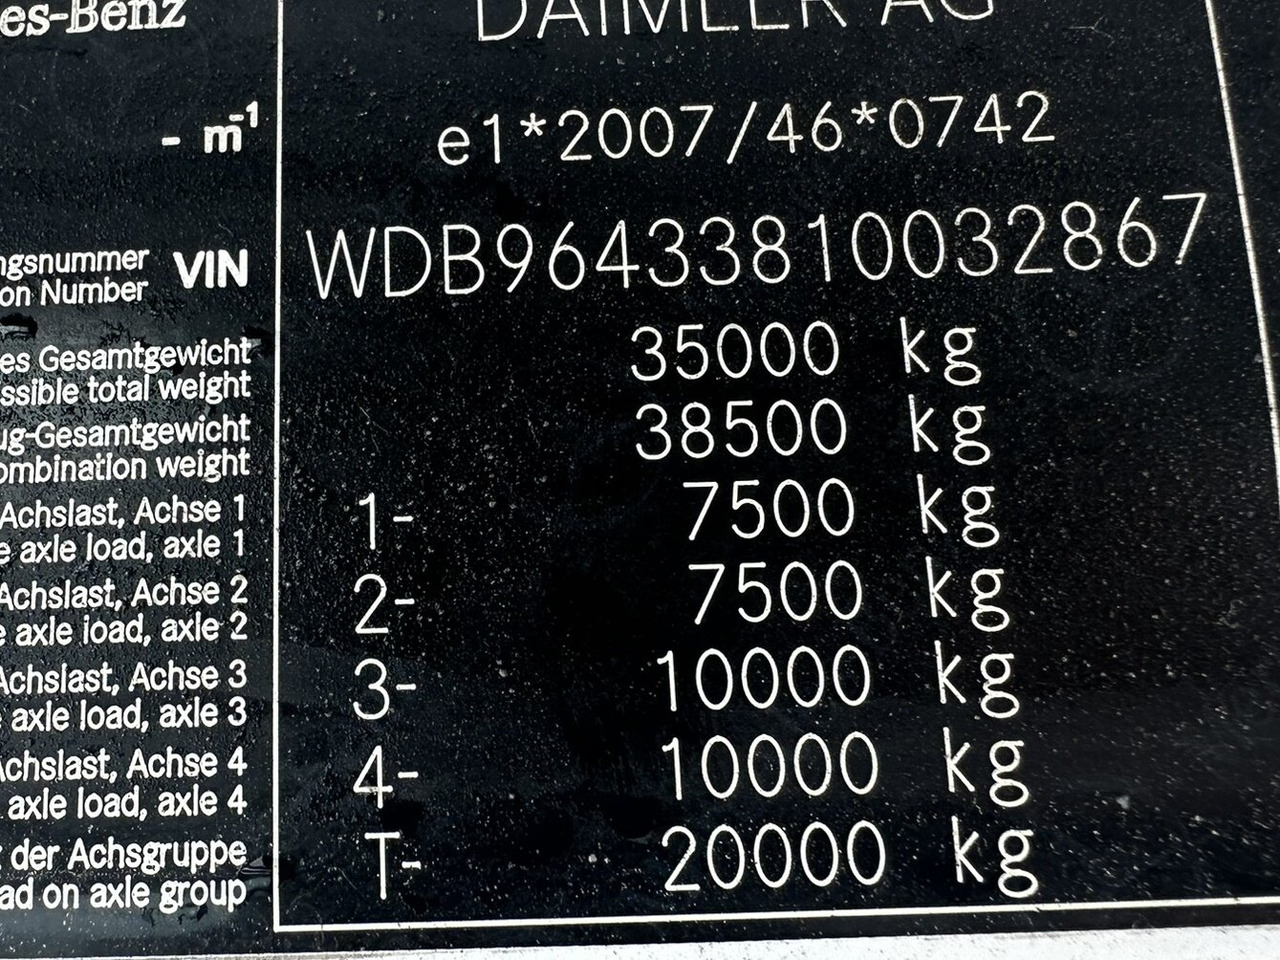 es-Benz
DAIMLER AG
- m-1
e1*2007/46*0742
ngsnummer
on Number
VIN
WDB96433810032867
es Gesamtgewicht
ssible total weight
35000 kg
ug-Gesamtgewicht
ombination weight
38500 kg
Achslast, Achse 1
e axle load, axle 1
1- 7500 kg
Achslast, Achse 2
e axle load, axle 2
2- 7500 kg
Achslast, Achse 3
e axle load, axle 3
3- 10000 kg
Achslast, Achse 4
axle load, axle 4
4- 10000 kg
t der Achsgruppe
ad on axle group
T- 20000 kg